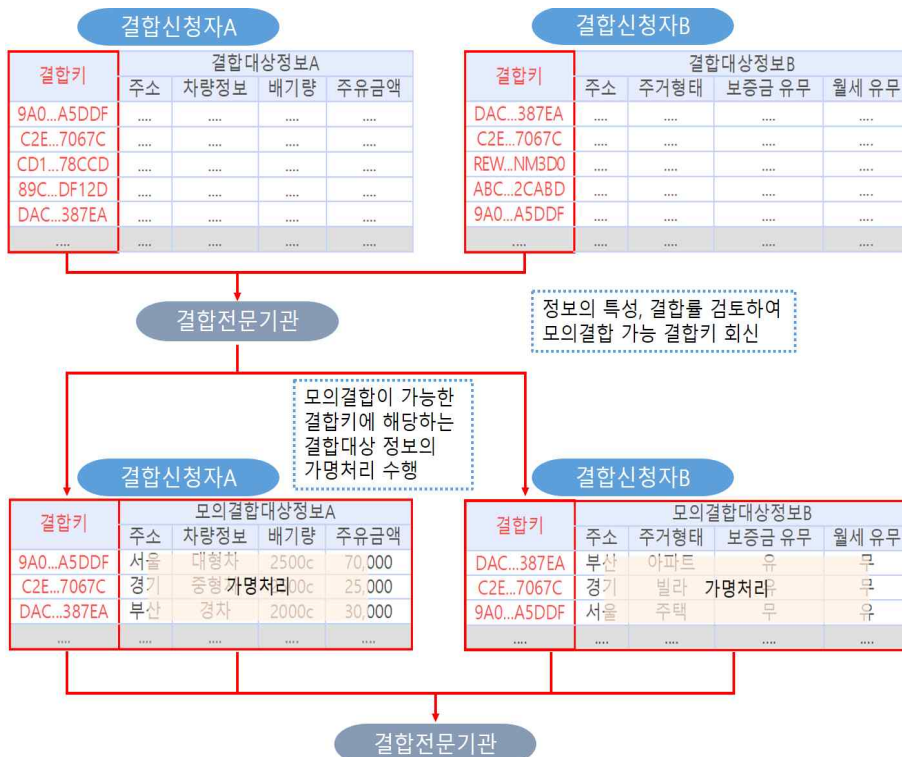 결합신청자A
결합신청자B
결합키 결합대상정보A
주소 차량정보 배기량 주유금액
9A0...A5DDF .... .... .... ....
C2E...7067C .... .... .... ....
CD1...78CCD .... .... .... ....
89C...DF12D .... .... .... ....
DAC...387EA .... .... .... ....
.... .... .... .... ....
결합키 결합대상정보B
주소 주거형태 보증금 유무 월세 유무
DAC...387EA .... .... .... ....
C2E...7067C .... .... .... ....
REW...NM3D0 .... .... .... ....
ABC...2CABD .... .... .... ....
9A0...A5DDF .... .... .... ....
.... .... .... .... ....
결합전문기관
정보의 특성, 결합률 검토하여
모의결합 가능 결합키 회신
모의결합이 가능한
결합키에 해당하는
결합대상 정보의
가명처리 수행
결합신청자A
결합신청자B
결합키 모의결합대상정보A
주소 차량정보 배기량 주유금액
9A0...A5DDF 서울 대형차 2500c 70,000
C2E...7067C 경기 중형 가명처리 00c 25,000
DAC...387EA 부산 경차 2000c 30,000
.... .... .... .... ....
결합키 모의결합대상정보B
주소 주거형태 보증금 유무 월세 유무
DAC...387EA 부산 아파트 유 무
C2E...7067C 경기 빌라 가명처리 유 무
9A0...A5DDF 서울 주택 무 유
.... .... .... .... ....
결합전문기관